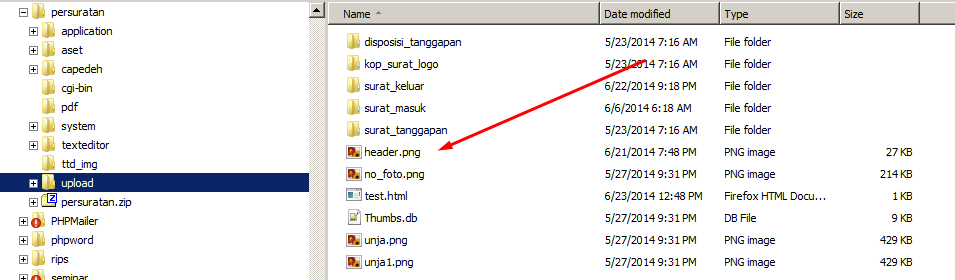 persuratan
application
aset
capedeh
cgi-bin
pdf
system
texteditor
ttd_img
upload
persuratan.zip
PHPMailer
phpword
rips
seminar
Name Date modified Type Size
disposisi_tanggapan 5/23/2014 7:16 AM File folder
kop_surat_logo 5/23/2014 7:16 AM File folder
surat_keluar 6/22/2014 9:18 PM File folder
surat_masuk 6/6/2014 6:18 AM File folder
surat_tanggapan 5/23/2014 7:16 AM File folder
header.png 6/21/2014 7:48 PM PNG image 27 KB
no_foto.png 5/27/2014 9:31 PM PNG image 214 KB
test.html 6/23/2014 12:48 PM Firefox HTML Docu... 1 KB
Thumbs.db 5/27/2014 9:31 PM DB File 9 KB
unja.png 5/27/2014 9:31 PM PNG image 429 KB
unja1.png 5/27/2014 9:31 PM PNG image 429 KB